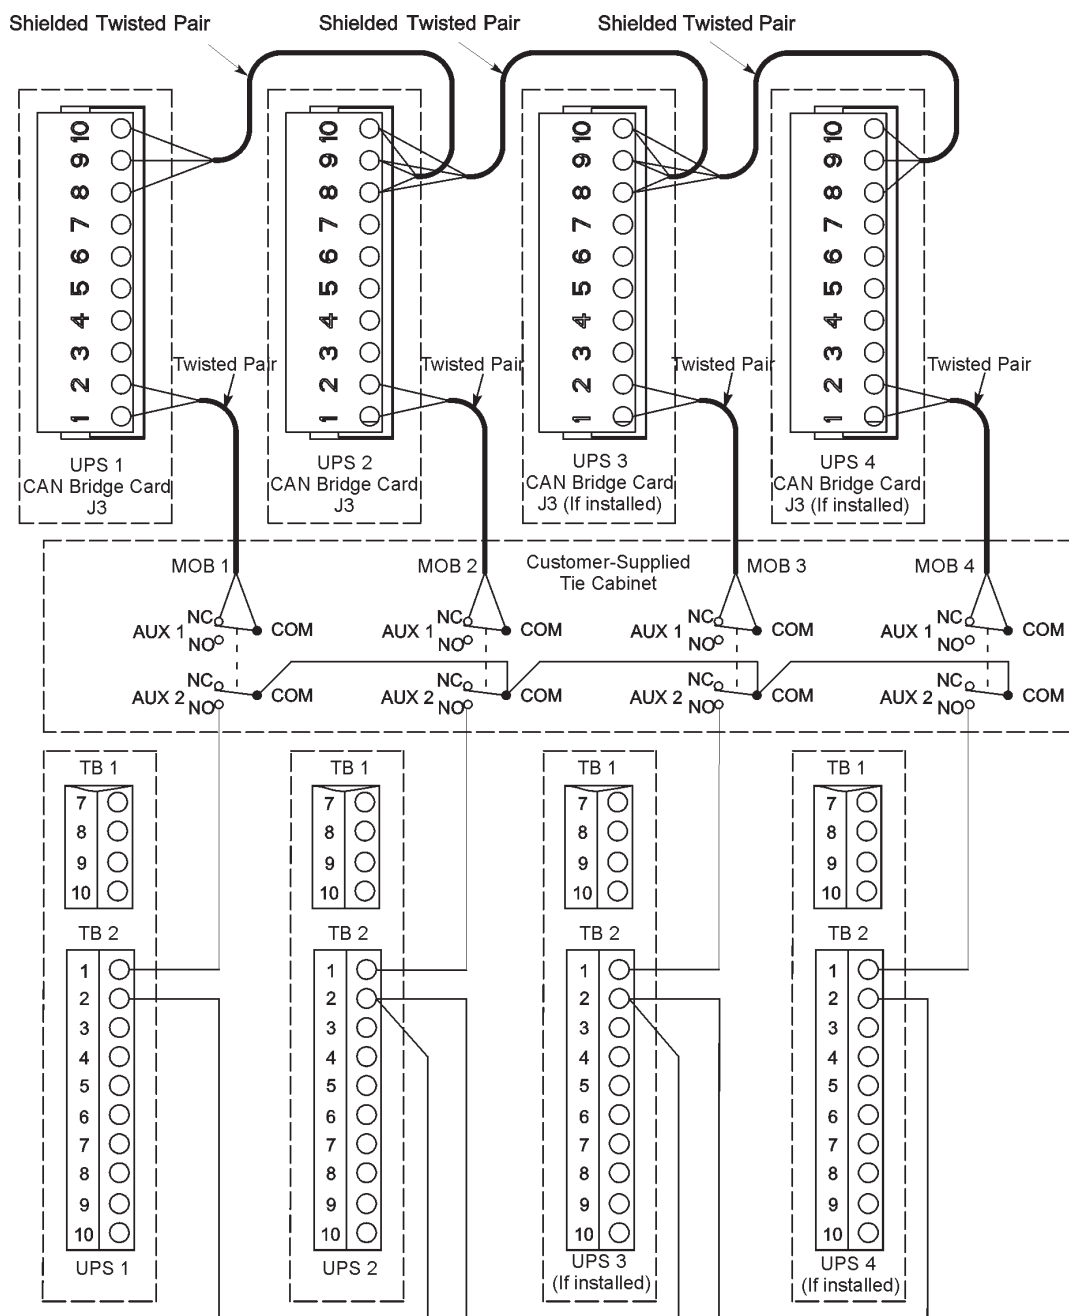 Shielded Twisted Pair Shielded Twisted Pair Shielded Twisted Pair
10 10 10 10
9 9 9 9
8 8 8 8
7 7 7 7
6 6 6 6
5 5 5 5
4 4 4 4
3 3 3 3
Twisted Pair Twisted Pair Twisted Pair Twisted Pair
2 2 2 2
1 1 1 1
UPS 1
CAN Bridge Card
J3
UPS 2
CAN Bridge Card
J3
UPS 3
CAN Bridge Card
J3 (If installed)
UPS 4
CAN Bridge Card
J3 (If installed)
Customer-Supplied
Tie Cabinet
MOB 1 MOB 2 MOB 3 MOB 4
NC NC NC NC
AUX 1 COM AUX 1 COM AUX 1 COM AUX 1 COM
NO NO NO NO
NC NC NC NC
AUX 2 COM AUX 2 COM AUX 2 COM AUX 2 COM
NO NO NO NO
TB 1 TB 1 TB 1 TB 1
7 7 7 7
8 8 8 8
9 9 9 9
10 10 10 10
TB 2 TB 2 TB 2 TB 2
1 1 1 1
2 2 2 2
3 3 3 3
4 4 4 4
5 5 5 5
6 6 6 6
7 7 7 7
8 8 8 8
9 9 9 9
10 10 10 10
UPS 1
UPS 2
UPS 3
(If installed)
UPS 4
(If installed)